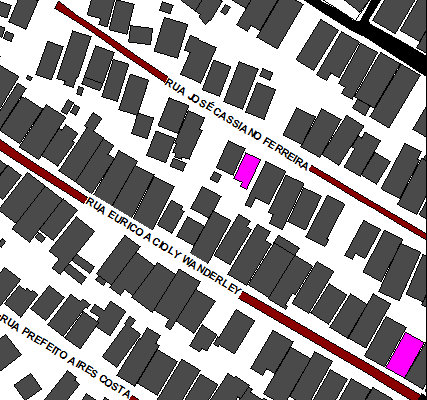 RUA JOSÉ CASSIANO FERREIRA
RUA EURICO ACIOLY WANDERLEY
RUA PREFEITO AIRES COSTA